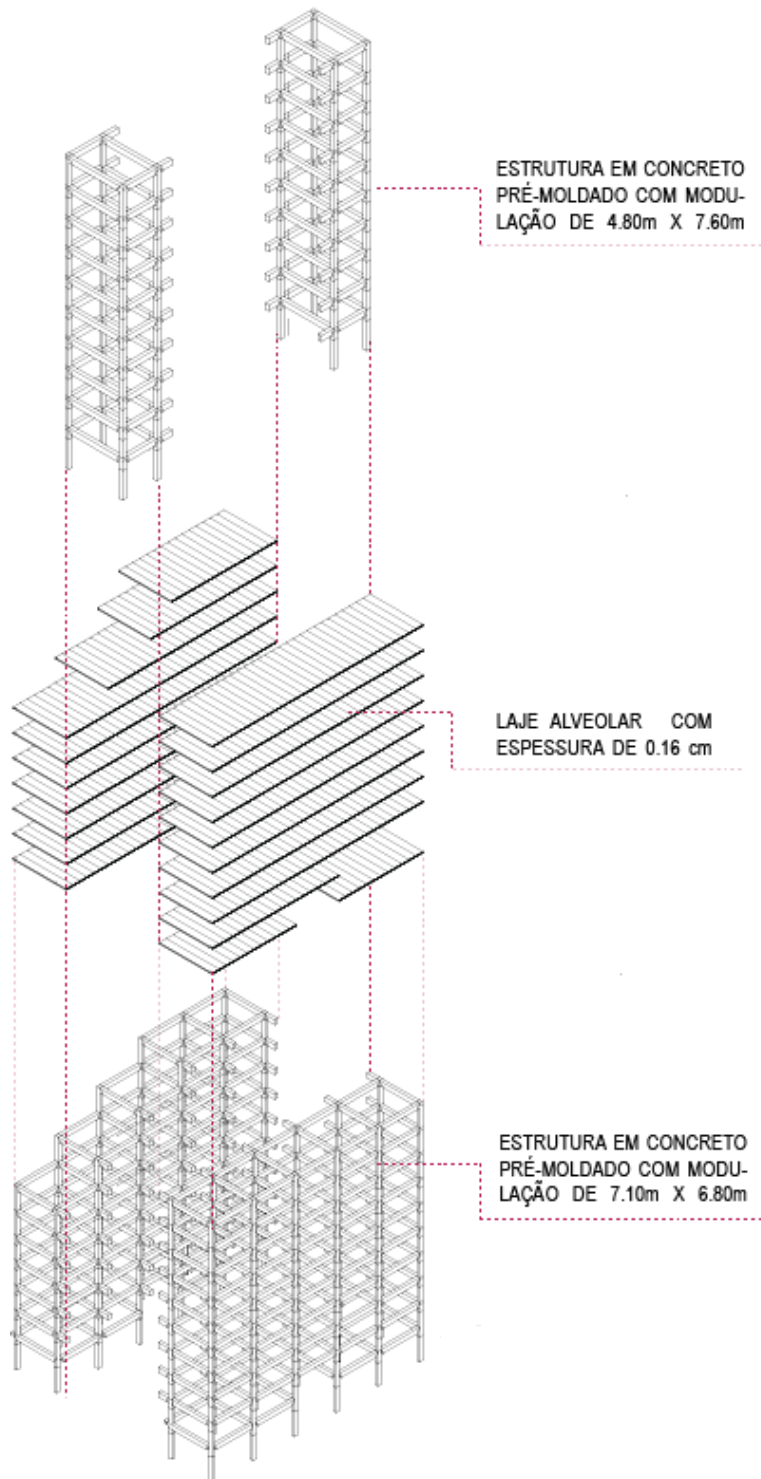 ESTRUTURA EM CONCRETO
PRÉ-MOLDADO COM MODU-
LAÇÃO DE 4.80m X 7.60m
LAJE ALVEOLAR COM
ESPESSURA DE 0.16 cm
ESTRUTURA EM CONCRETO
PRÉ-MOLDADO COM MODU-
LAÇÃO DE 7.10m X 6.80m